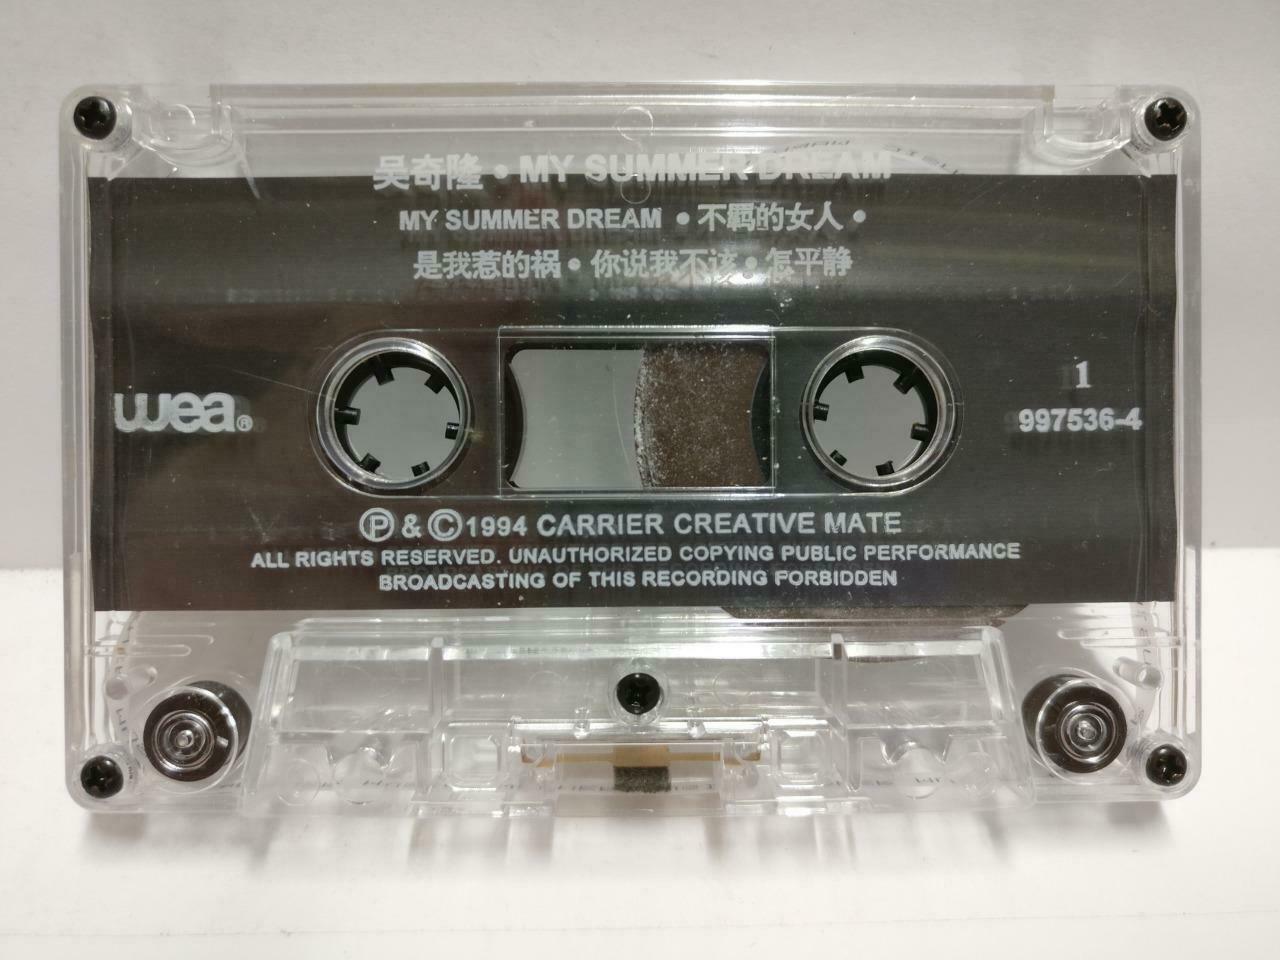 吴奇隆 • MY SUMMER DREAM
MY SUMMER DREAM • 不羁的女人 •
是我惹的祸 • 你说我不该 • 怎平静
wea®
1
997536-4
Ⓟ & ©1994 CARRIER CREATIVE MATE
ALL RIGHTS RESERVED. UNAUTHORIZED COPYING PUBLIC PERFORMANCE
BROADCASTING OF THIS RECORDING FORBIDDEN